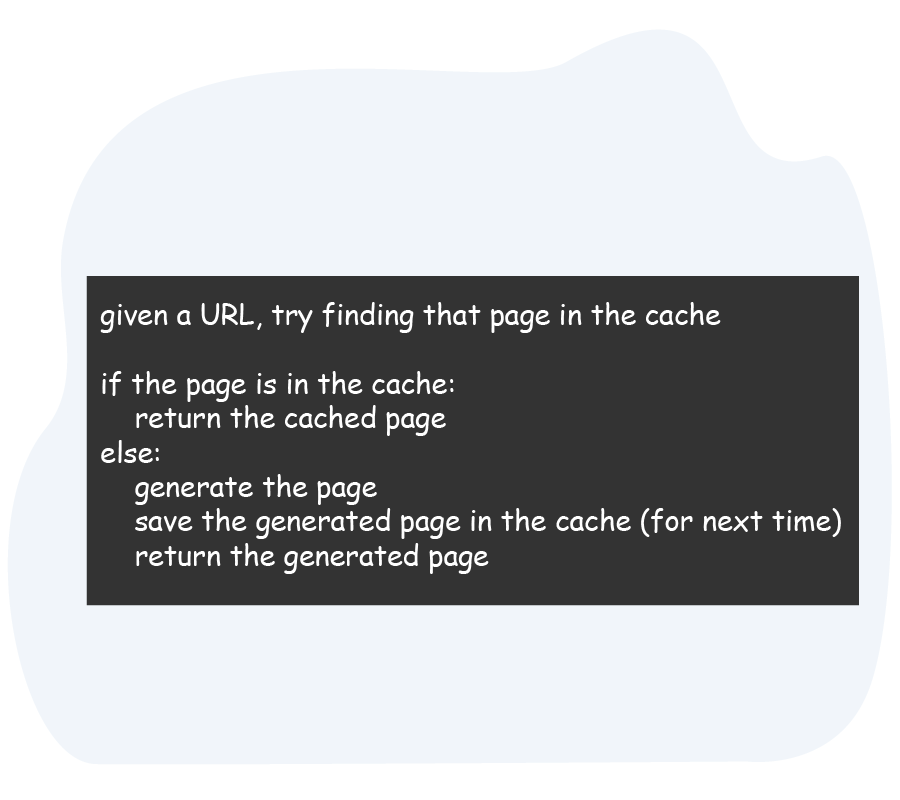 given a URL, try finding that page in the cache
if the page is in the cache:
return the cached page
else:
generate the page
save the generated page in the cache (for next time)
return the generated page